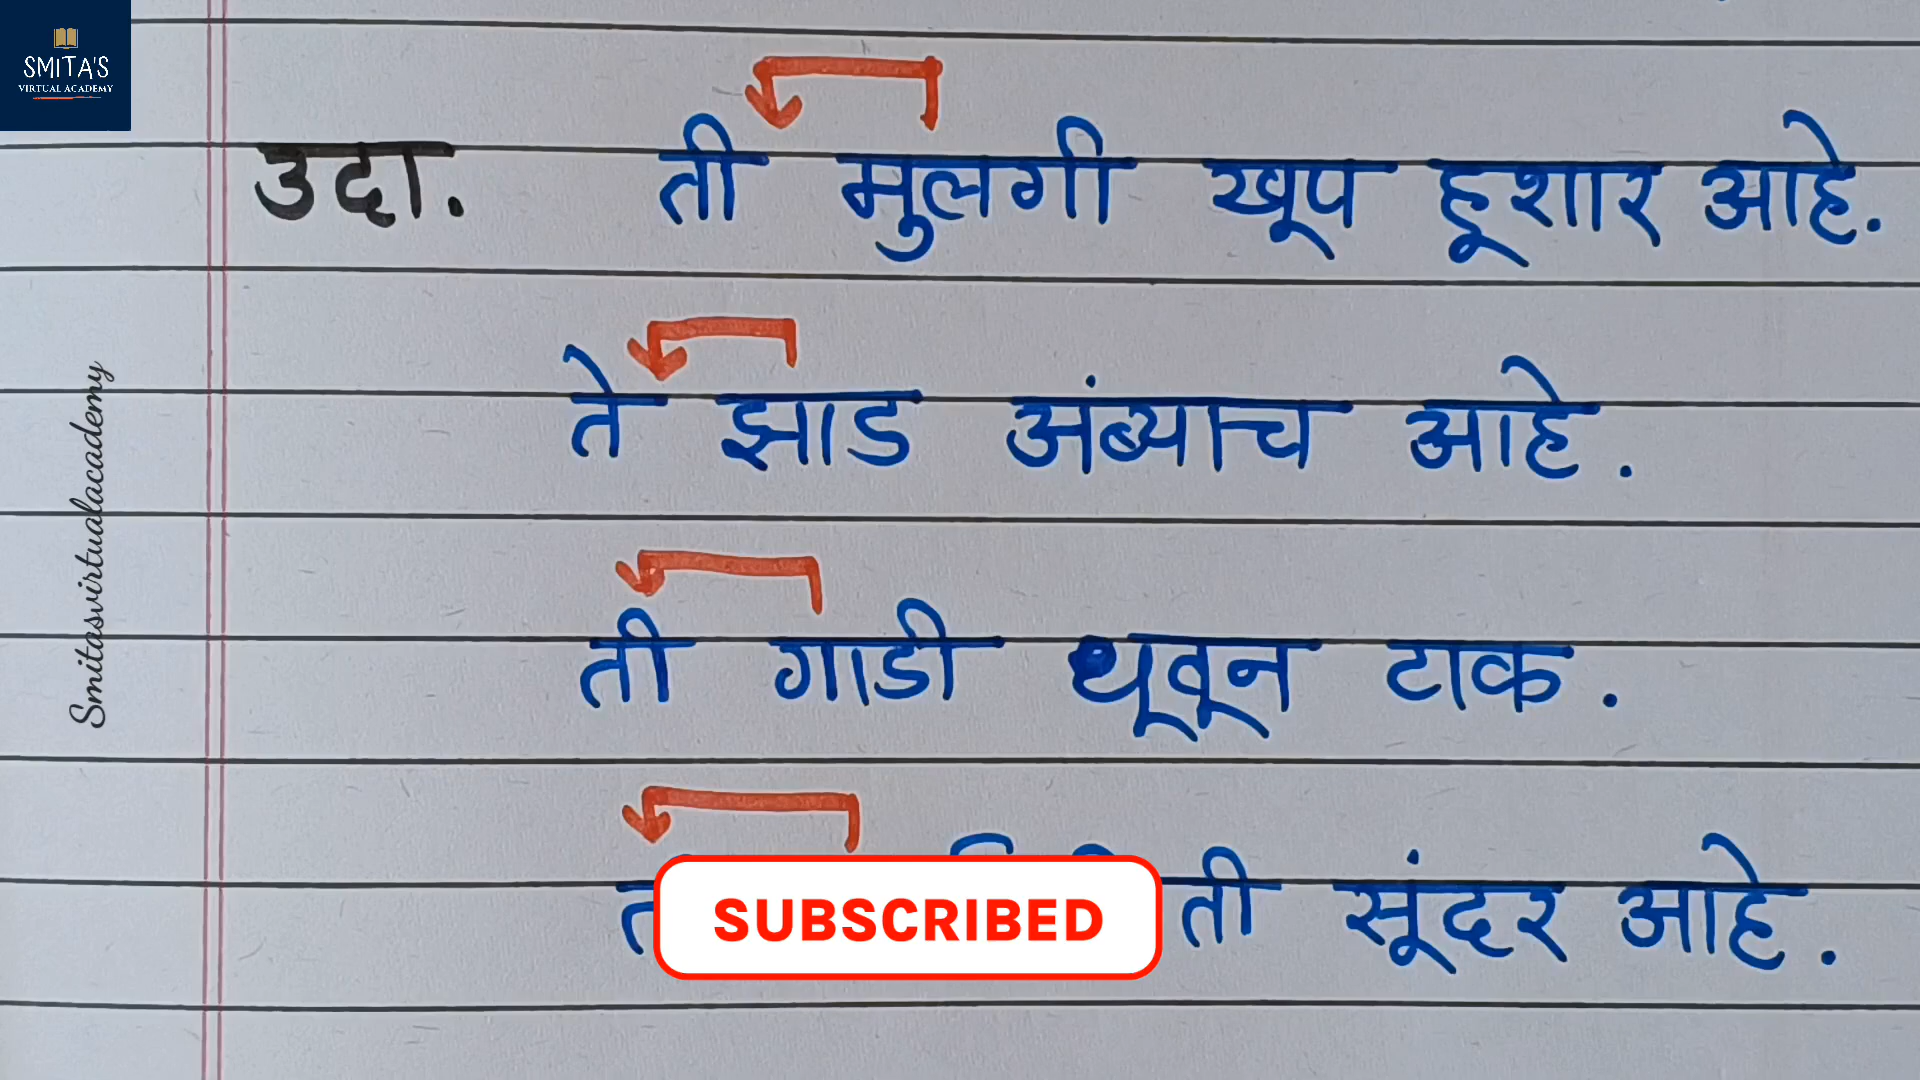 SMITA'S
VIRTUAL ACADEMY
उदा. ती मुलगी खूप हूशार आहे.
ते झाड अंब्याच आहे.
ती गाडी धूवून टाक.
ती सूंदर आहे.
SUBSCRIBED
Smitasvirtualacademy